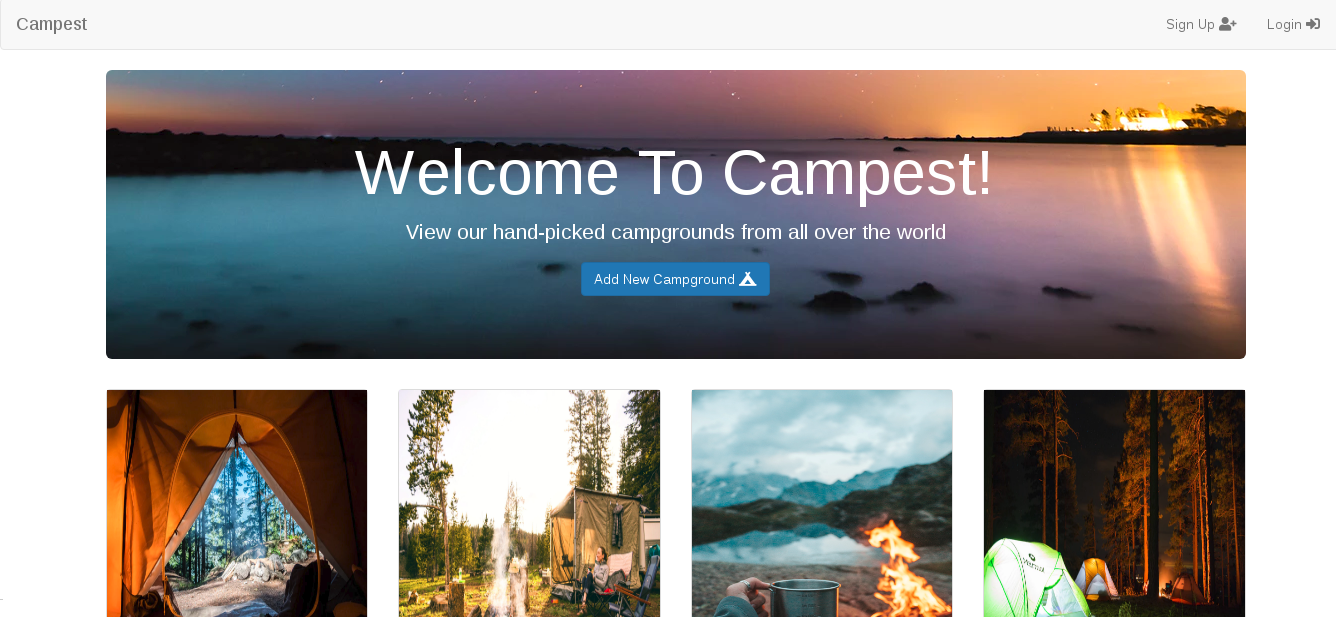 Campest
Sign Up
Login
Welcome To Campest!
View our hand-picked campgrounds from all over the world
Add New Campground